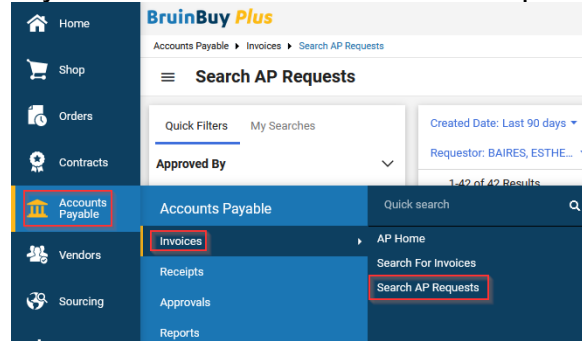 Home
Shop
Orders
Contracts
Accounts
Payable
Vendors
Sourcing
BruinBuy Plus
Accounts Payable Invoices Search AP Requests
Search AP Requests
Quick Filters My Searches
Approved By
Created Date: Last 90 days
Requestor: BAIRES, ESTHE...
1-42 of 42 Results
Accounts Payable
Invoices
Receipts
Approvals
Reports
Quick search
AP Home
Search For Invoices
Search AP Requests